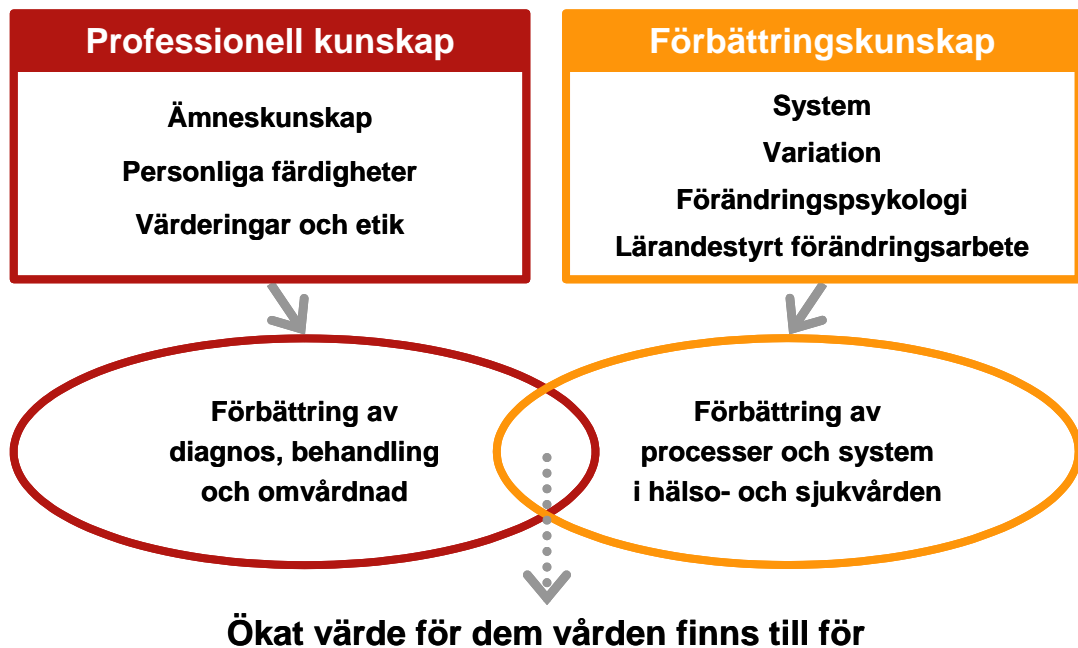 Professionell kunskap
Ämneskunskap
Personliga färdigheter
Värderingar och etik
Förbättringskunskap
System
Variation
Förändringspsykologi
Lärandestyrt förändringsarbete
Förbättring av
diagnos, behandling
och omvårdnad
Förbättring av
processer och system
i hälso- och sjukvården
Ökat värde för dem vården finns till för